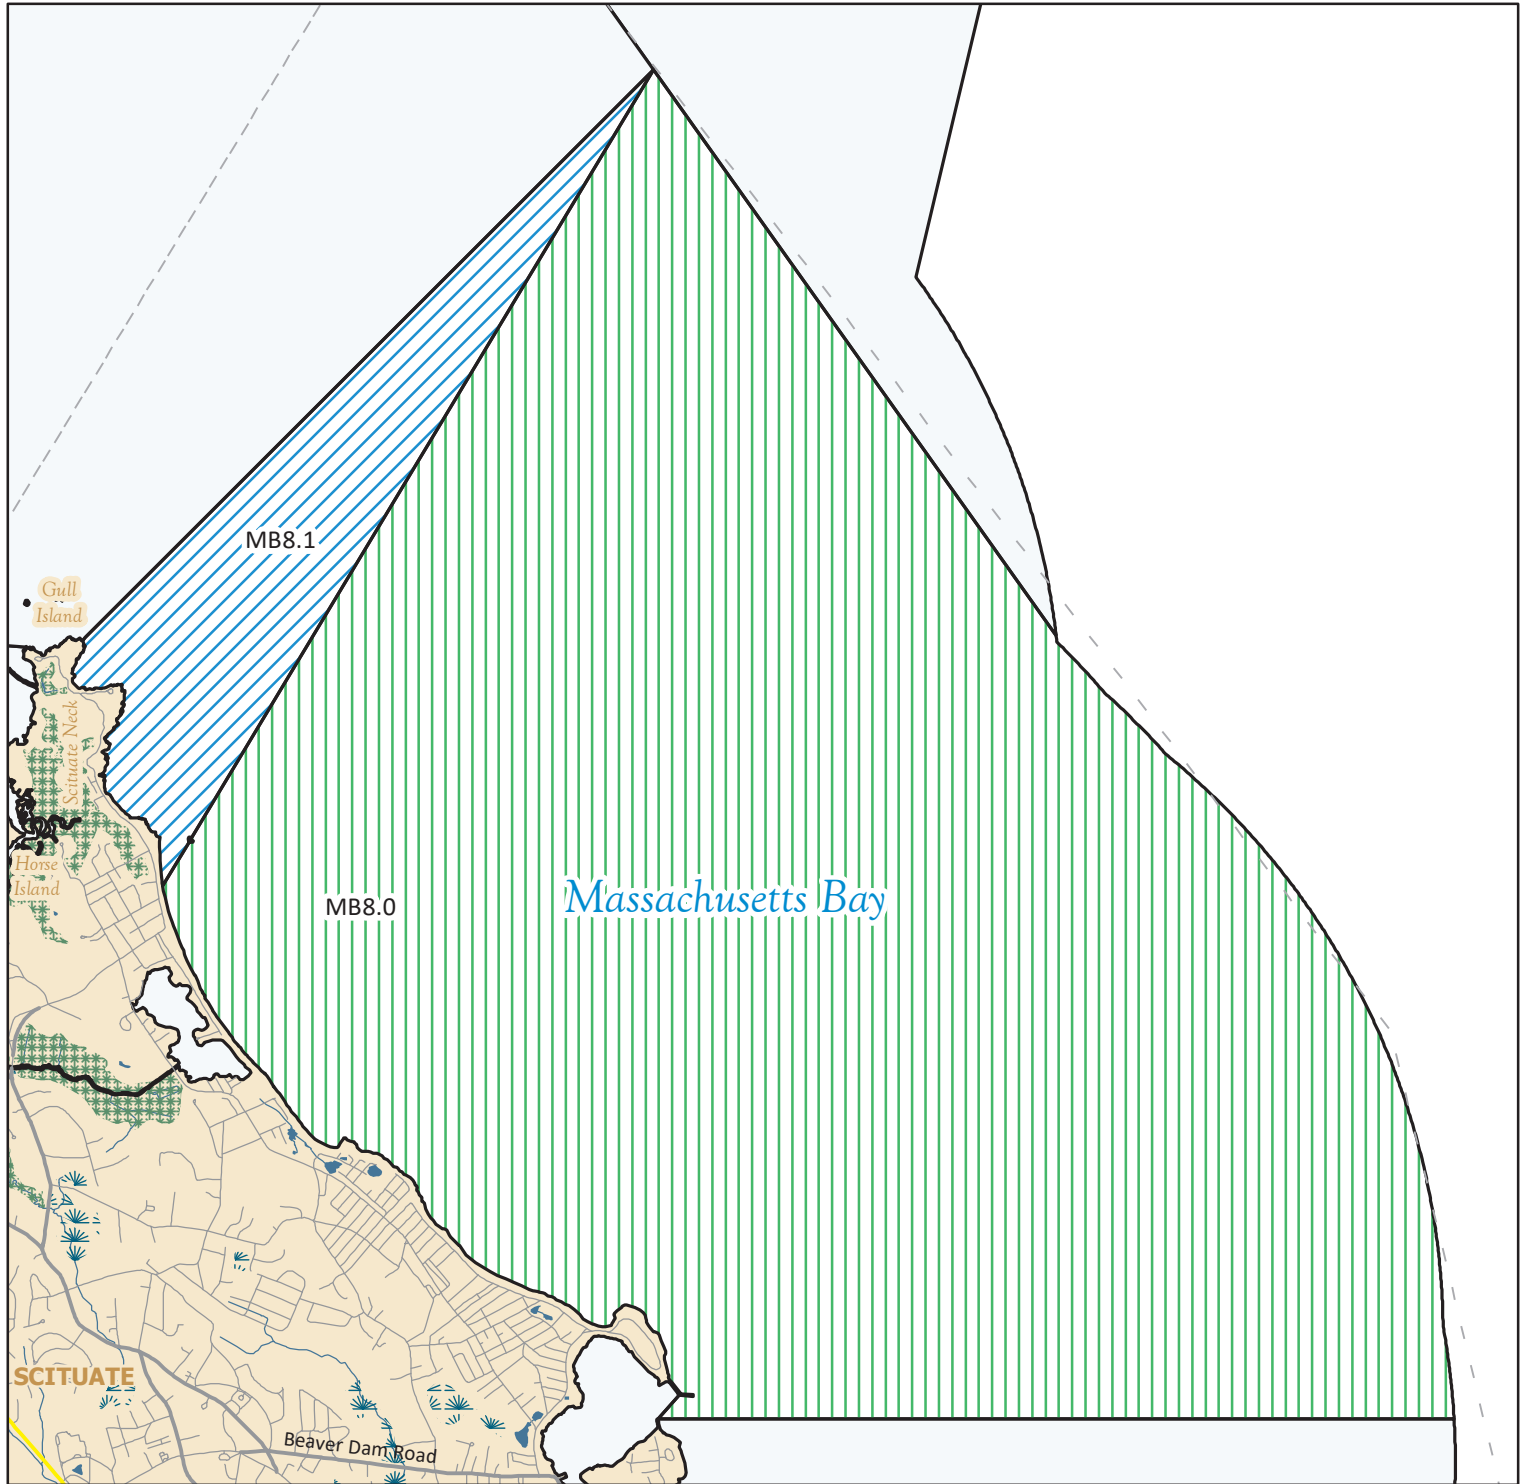 MB8.1
Gull
Island
Scituate Neck
Horse
Island
MB8.0
Massachusetts Bay
SCITUATE
Beaver Dam Road